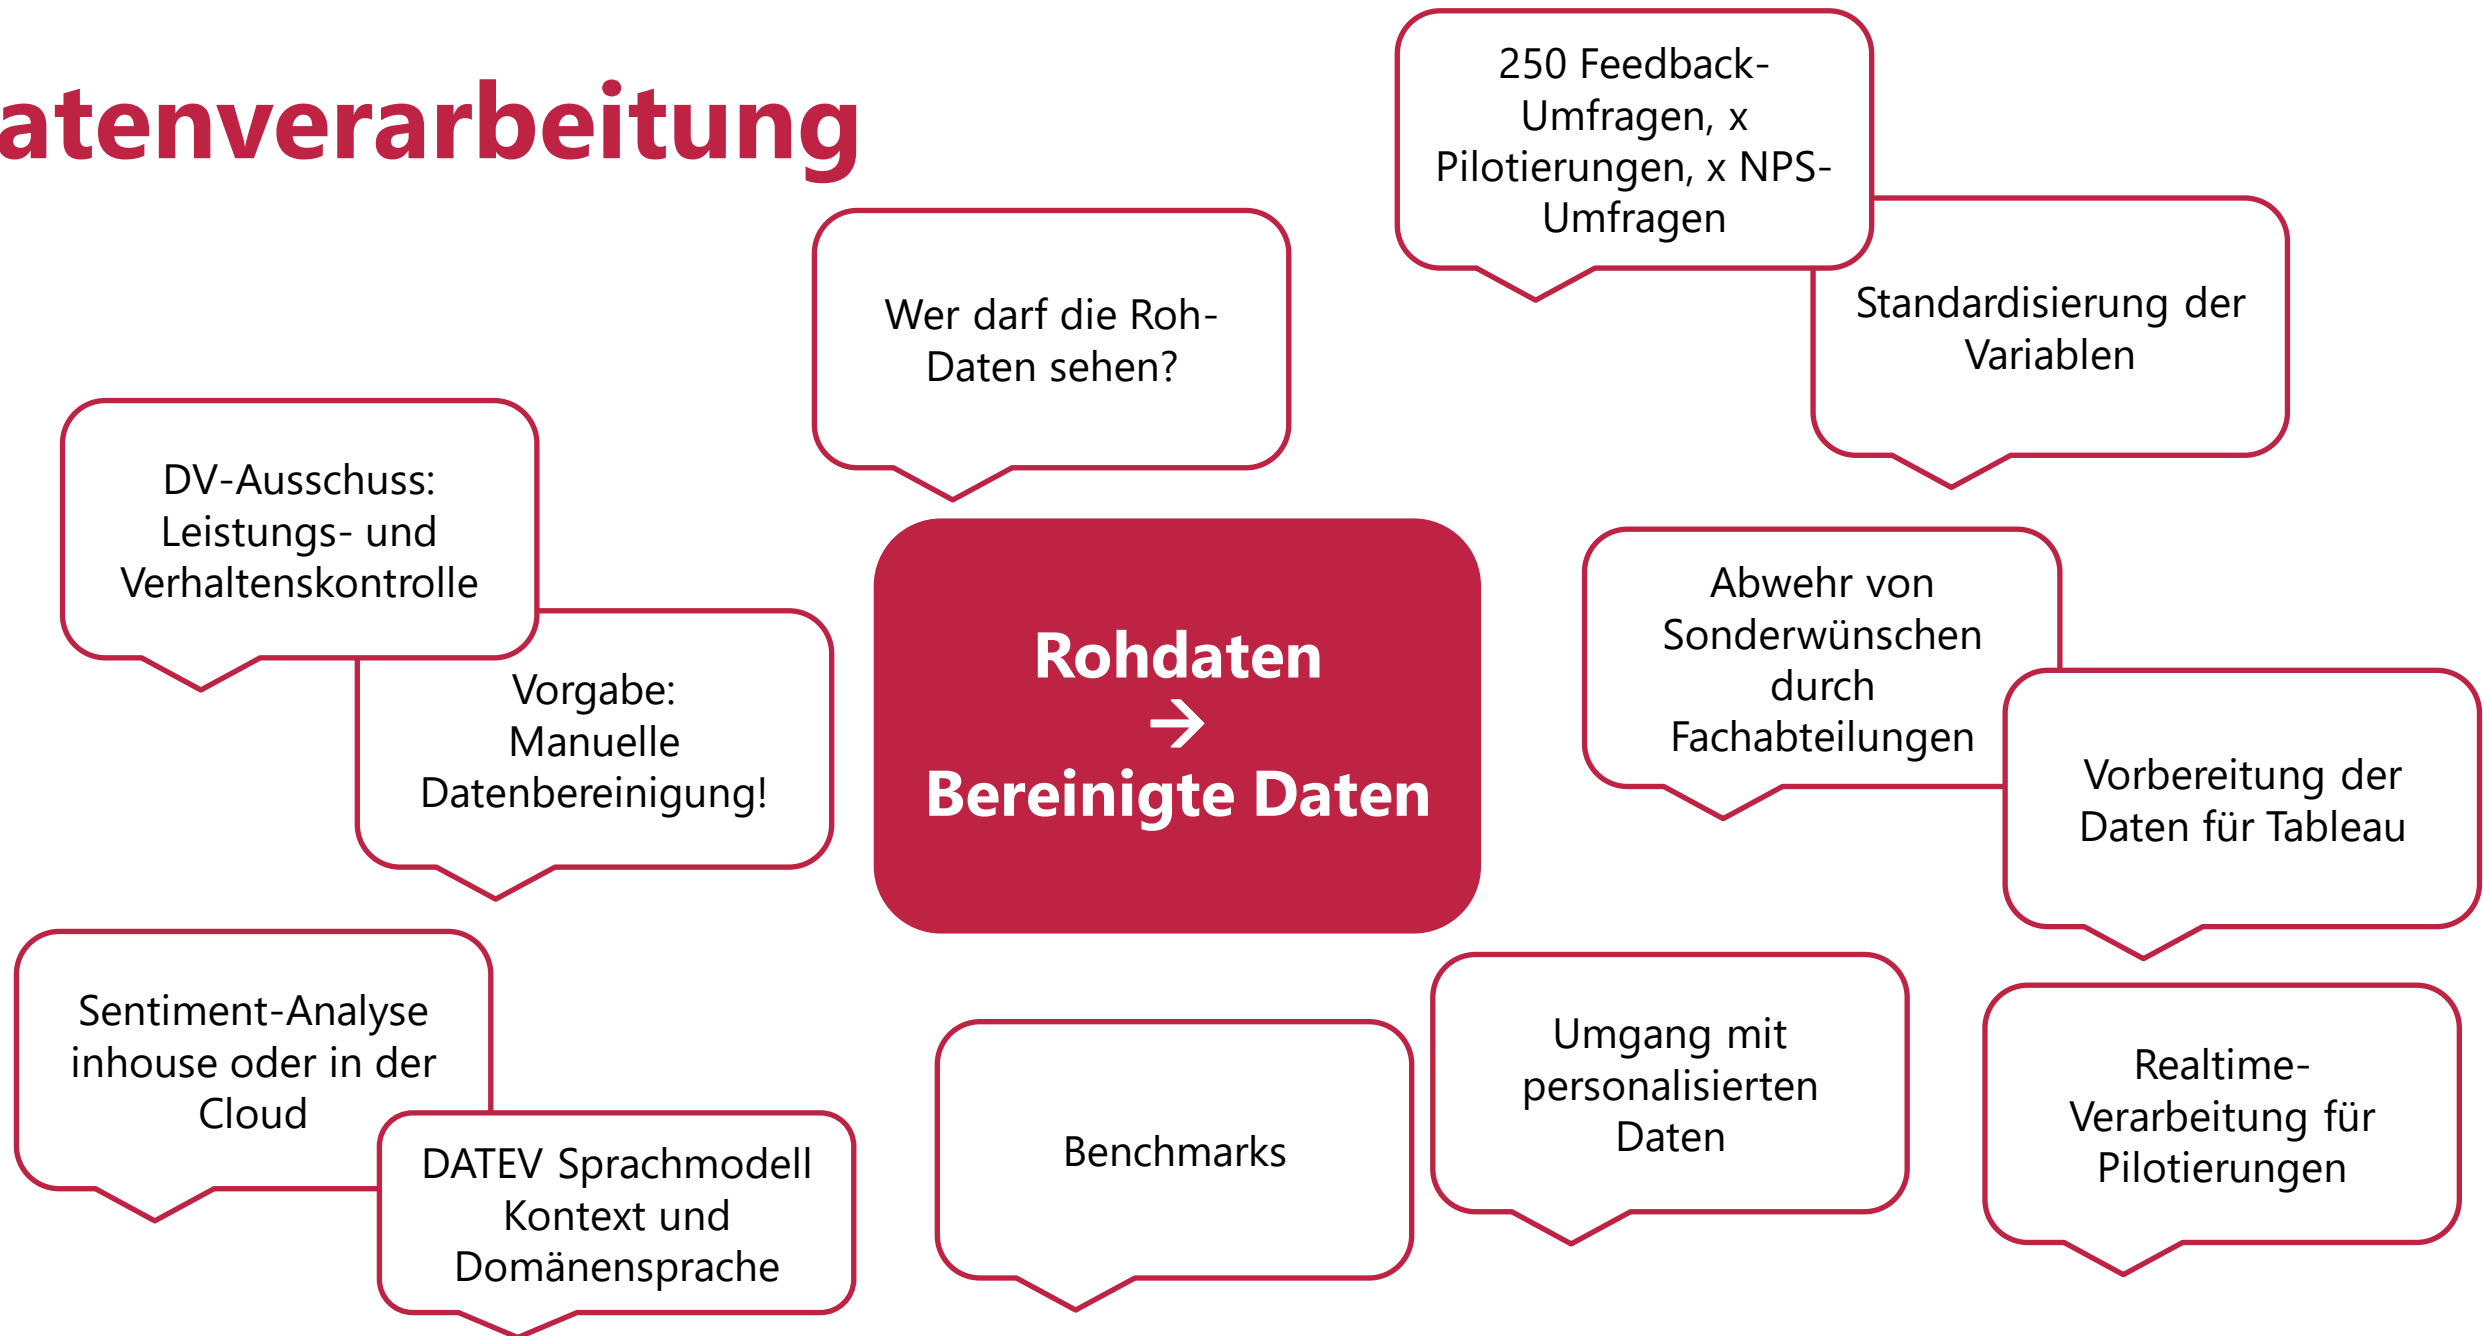 atenverarbeitung
250 Feedback-
Umfragen, x
Pilotierungen, x NPS-
Umfragen
Wer darf die Roh-
Daten sehen?
Standardisierung der
Variablen
DV-Ausschuss:
Leistungs- und
Verhaltenskontrolle
Vorgabe:
Manuelle
Datenbereinigung!
Rohdaten
→
Bereinigte Daten
Abwehr von
Sonderwünschen
durch
Fachabteilungen
Vorbereitung der
Daten für Tableau
Sentiment-Analyse
inhouse oder in der
Cloud
DATEV Sprachmodell
Kontext und
Domänensprache
Benchmarks
Umgang mit
personalisierten
Daten
Realtime-
Verarbeitung für
Pilotierungen